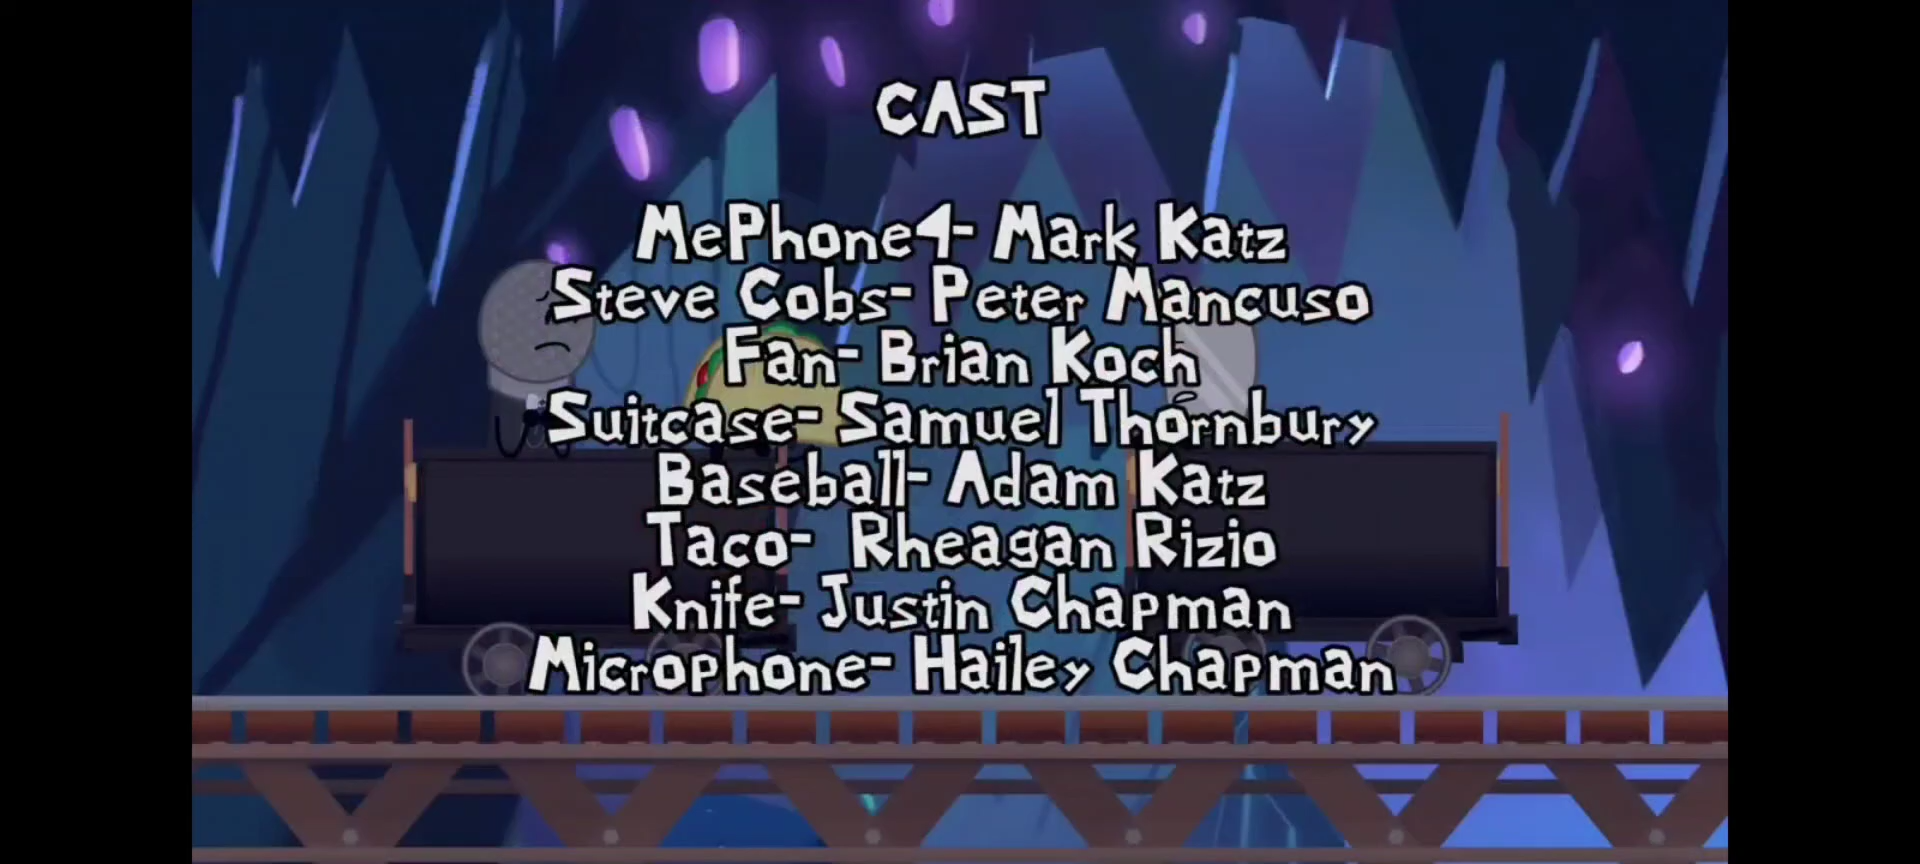 CAST
MePhone4- Mark Katz
Steve Cobs- Peter Mancuso
Fan- Brian Koch
Suitcase- Samuel Thornbury
Baseball- Adam Katz
Taco- Rheagan Rizio
Knife- Justin Chapman
Microphone- Hailey Chapman